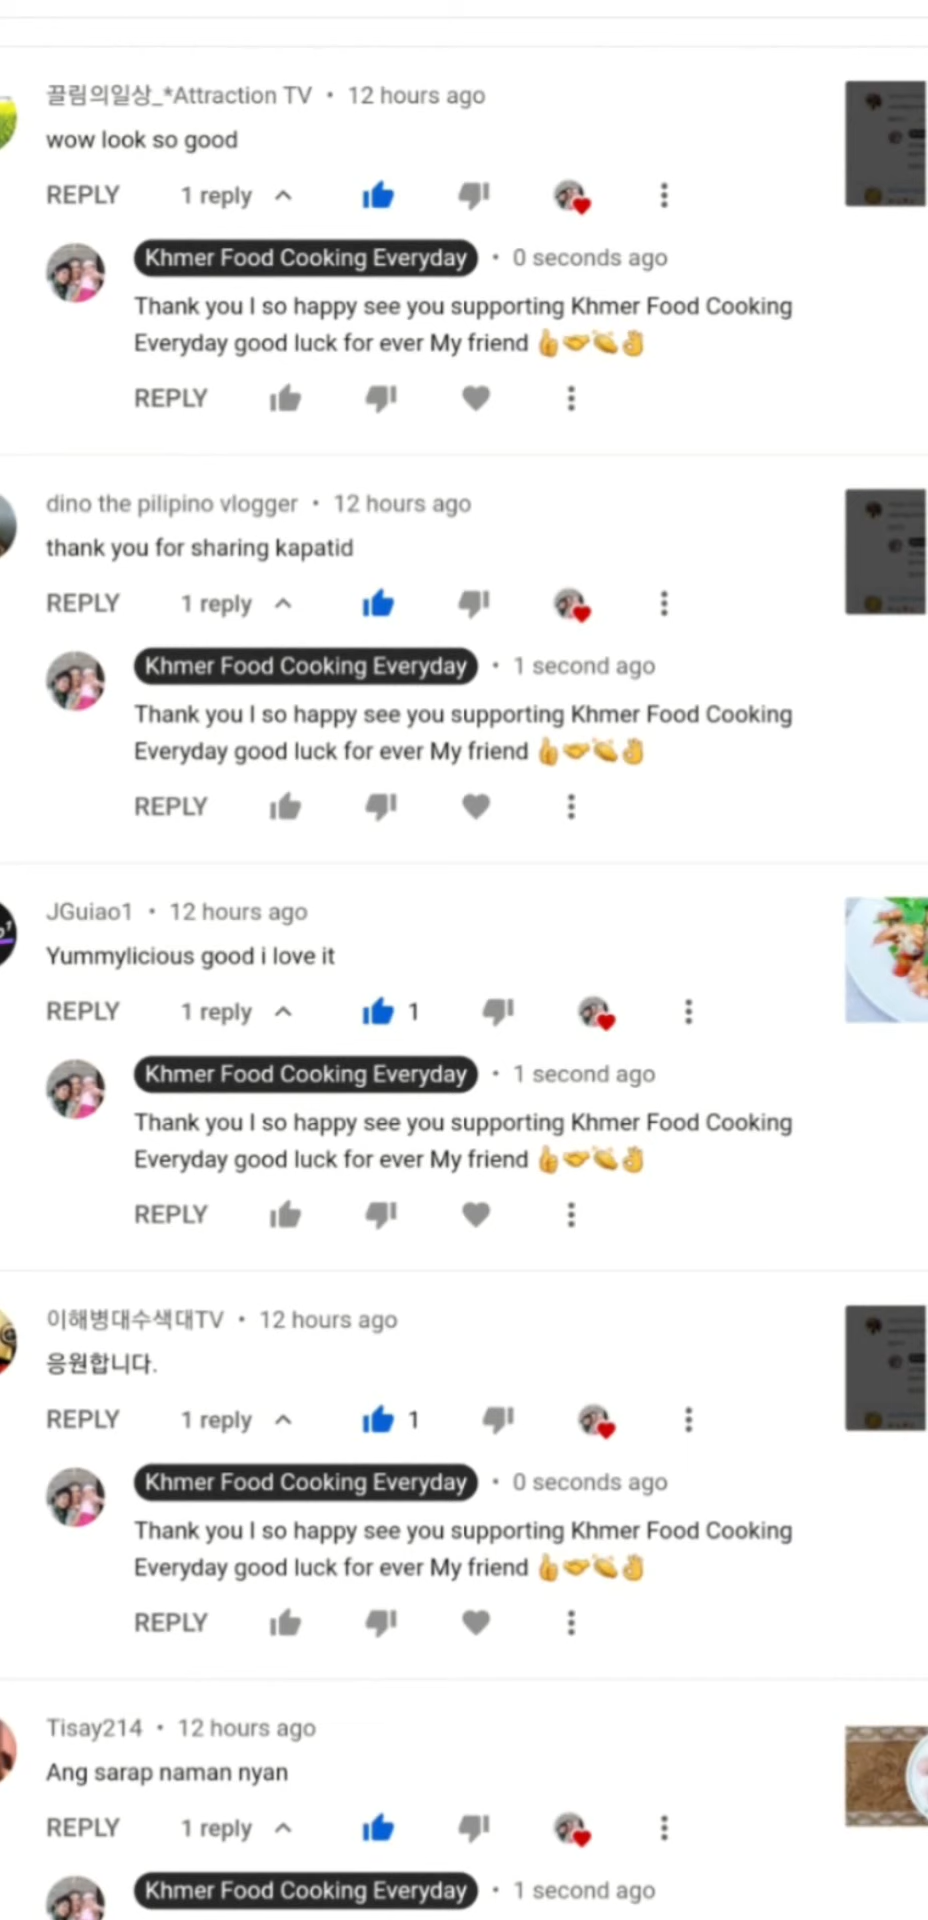 끌림의일상_*Attraction TV • 12 hours ago
wow look so good
REPLY 1 reply
Khmer Food Cooking Everyday • 0 seconds ago
Thank you I so happy see you supporting Khmer Food Cooking
Everyday good luck for ever My friend 👍🤝👏👌
REPLY
dino the pilipino vlogger • 12 hours ago
thank you for sharing kapatid
REPLY 1 reply
Khmer Food Cooking Everyday • 1 second ago
Thank you I so happy see you supporting Khmer Food Cooking
Everyday good luck for ever My friend 👍🤝👏👌
REPLY
JGuiao1 • 12 hours ago
Yummylicious good i love it
REPLY 1 reply 1
Khmer Food Cooking Everyday • 1 second ago
Thank you I so happy see you supporting Khmer Food Cooking
Everyday good luck for ever My friend 👍🤝👏👌
REPLY
이해병대수색대TV • 12 hours ago
응원합니다.
REPLY 1 reply 1
Khmer Food Cooking Everyday • 0 seconds ago
Thank you I so happy see you supporting Khmer Food Cooking
Everyday good luck for ever My friend 👍🤝👏👌
REPLY
Tisay214 • 12 hours ago
Ang sarap naman nyan
REPLY 1 reply
Khmer Food Cooking Everyday • 1 second ago